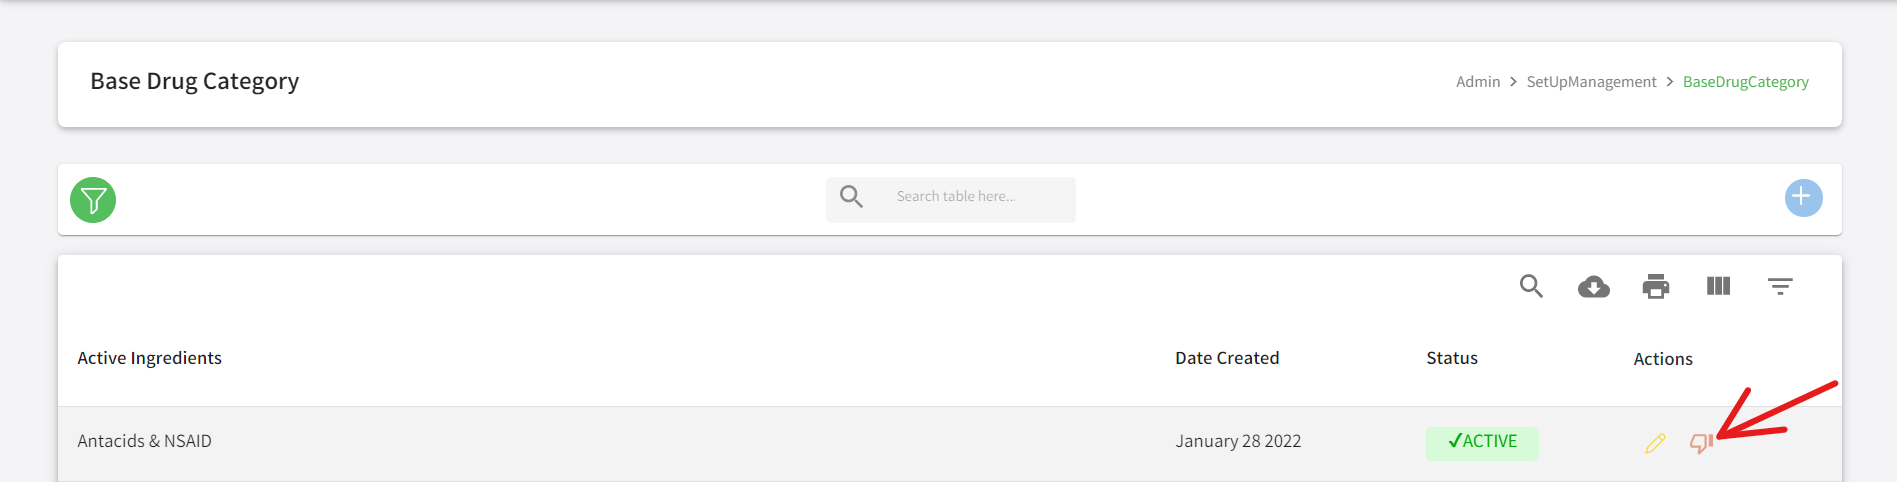 Base Drug Category
Admin > SetUpManagement > BaseDrugCategory
Search table here...
Active Ingredients Date Created Status Actions
Antacids & NSAID January 28 2022 ✓ACTIVE